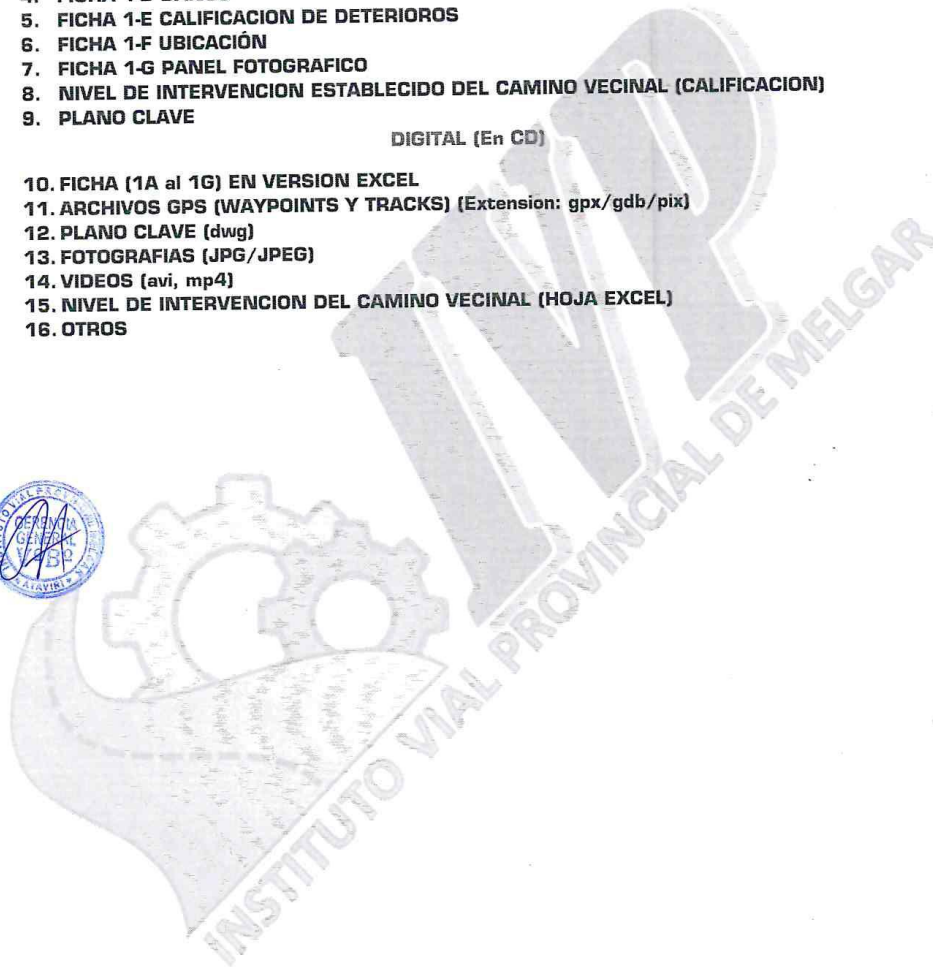 5. FICHA 1-E CALIFICACION DE DETERIOROS
6. FICHA 1-F UBICACIÓN
7. FICHA 1-G PANEL FOTOGRAFICO
8. NIVEL DE INTERVENCION ESTABLECIDO DEL CAMINO VECINAL (CALIFICACION)
9. PLANO CLAVE
DIGITAL (En CD)
10. FICHA (1A al 1G) EN VERSION EXCEL
11. ARCHIVOS GPS (WAYPOINTS Y TRACKS) (Extension: gpx/gdb/pix)
12. PLANO CLAVE (dwg)
13. FOTOGRAFIAS (JPG/JPEG)
14. VIDEOS (avi, mp4)
15. NIVEL DE INTERVENCION DEL CAMINO VECINAL (HOJA EXCEL)
16. OTROS
IVP
INSTITUTO VIAL PROVINCIAL DE MELGAR
GERENCIA
GENERAL